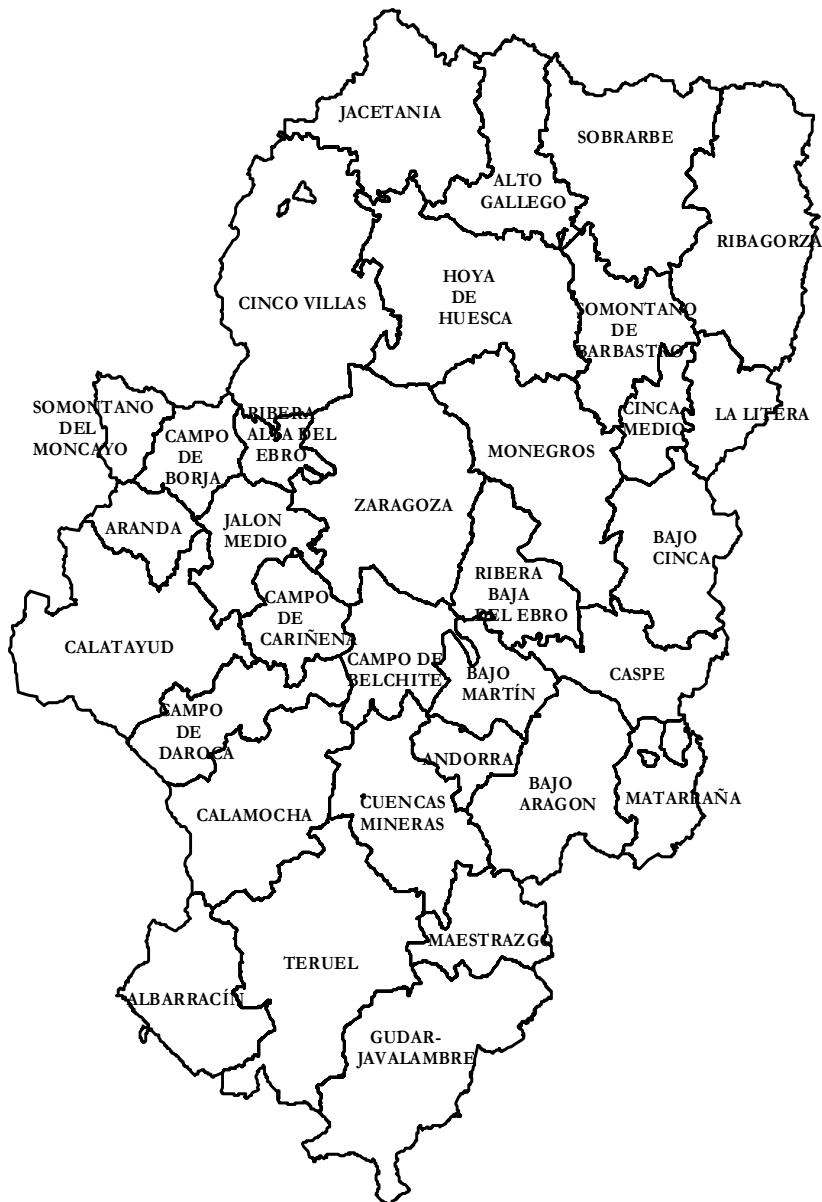 JACETANIA
SOBRARBE
ALTO
GALLEGO
RIBAGORZA
HOYA
DE
HUESCA
CINCO VILLAS
SOMONTANO
DE
BARBASTRO
SOMONTANO
DEL
MONCAYO
CAMPO
DE
BORJA
RIBERA
ALTA DEL
EBRO
CINCA
MEDIO
LA LITERA
MONEGROS
ZARAGOZA
ARANDA
JALON
MEDIO
BAJO
CINCA
RIBERA
BAJA
DEL EBRO
CAMPO
DE
CARIÑENA
CALATAYUD
CAMPO DE
BELCHITE
BAJO
MARTÍN
CASPE
CAMPO
DE
DAROCA
ANDORRA
BAJO
ARAGON
MATARRAÑA
CALAMOCHA
CUENCAS
MINERAS
MAESTRAZGO
TERUEL
ALBARRACÍN
GUDAR-
JAVALAMBRE